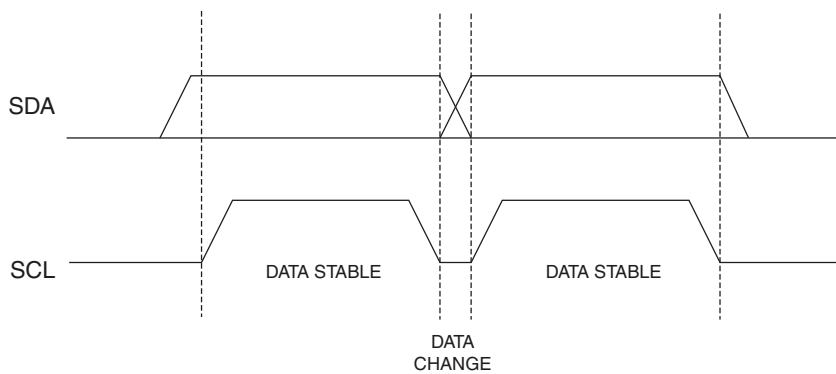 SDA
SCL
DATA STABLE
DATA STABLE
DATA
CHANGE